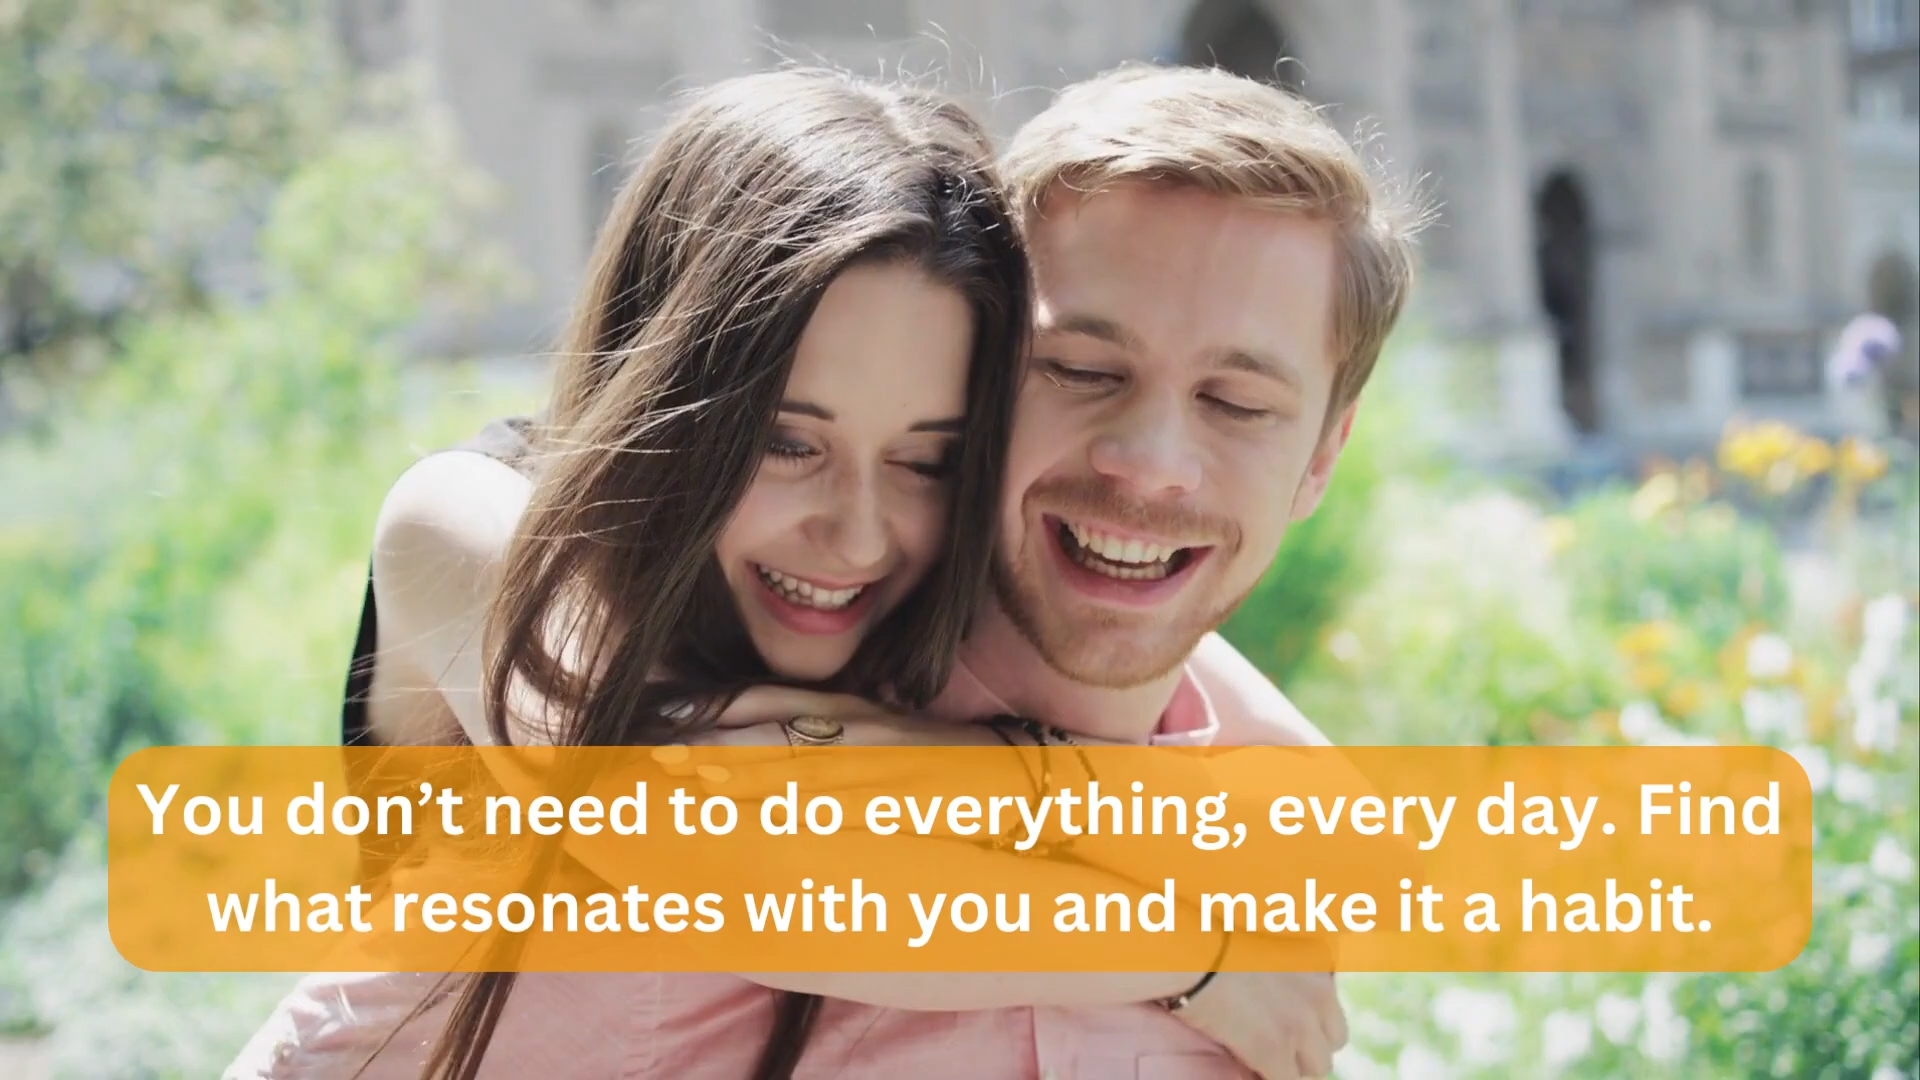 You don’t need to do everything, every day. Find
what resonates with you and make it a habit.